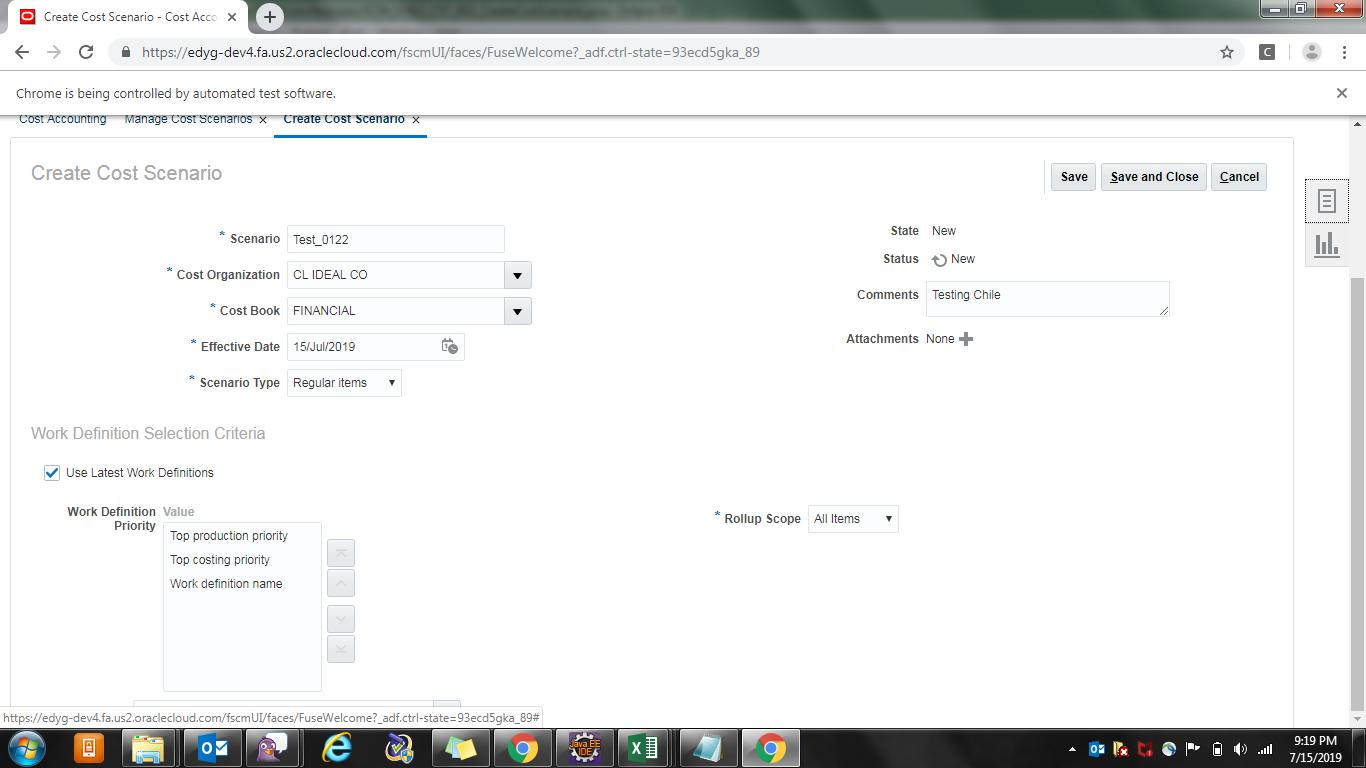 Create Cost Scenario - Cost Acco
https://edyg-dev4.fa.us2.oraclecloud.com/fscmUI/faces/FuseWelcome?_adf.ctrl-state=93ecd5gka_89
C
Chrome is being controlled by automated test software.
Cost Accounting Manage Cost Scenarios Create Cost Scenario
Create Cost Scenario
Save Save and Close Cancel
* Scenario Test_0122
* Cost Organization CL IDEAL CO
* Cost Book FINANCIAL
* Effective Date 15/Jul/2019
* Scenario Type Regular items
State New
Status New
Comments Testing Chile
Attachments None
Work Definition Selection Criteria
Use Latest Work Definitions
Work Definition Priority
Value
Top production priority
Top costing priority
Work definition name
* Rollup Scope All Items
https://edyg-dev4.fa.us2.oraclecloud.com/fscmUI/faces/FuseWelcome?_adf.ctrl-state=93ecd5gka_89#
Java EE
IDE
9:19 PM
7/15/2019